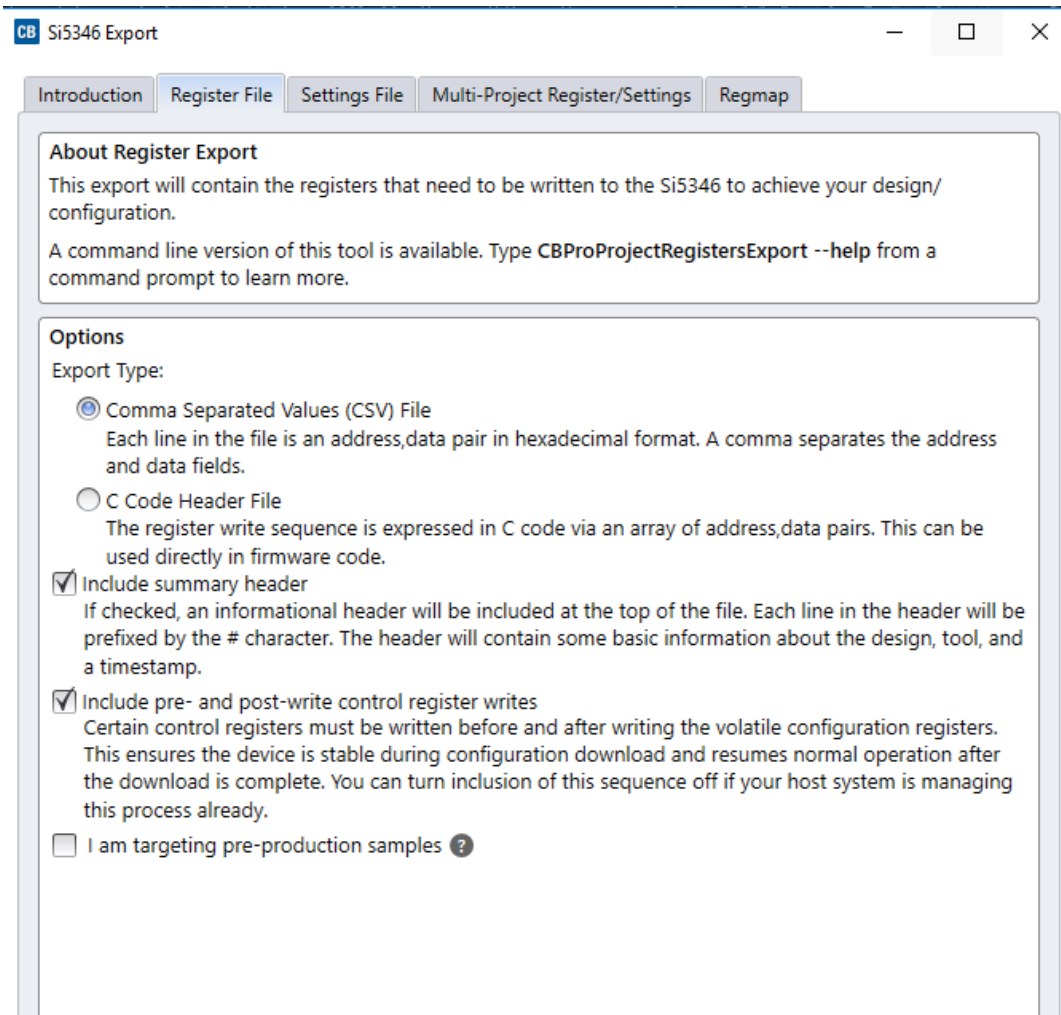 CB Si5346 Export
Introduction Register File Settings File Multi-Project Register/Settings Regmap
About Register Export
This export will contain the registers that need to be written to the Si5346 to achieve your design/
configuration.
A command line version of this tool is available. Type CBProProjectRegistersExport --help from a
command prompt to learn more.
Options
Export Type:
Comma Separated Values (CSV) File
Each line in the file is an address,data pair in hexadecimal format. A comma separates the address
and data fields.
C Code Header File
The register write sequence is expressed in C code via an array of address,data pairs. This can be
used directly in firmware code.
Include summary header
If checked, an informational header will be included at the top of the file. Each line in the header will be
prefixed by the # character. The header will contain some basic information about the design, tool, and
a timestamp.
Include pre- and post-write control register writes
Certain control registers must be written before and after writing the volatile configuration registers.
This ensures the device is stable during configuration download and resumes normal operation after
the download is complete. You can turn inclusion of this sequence off if your host system is managing
this process already.
I am targeting pre-production samples ?